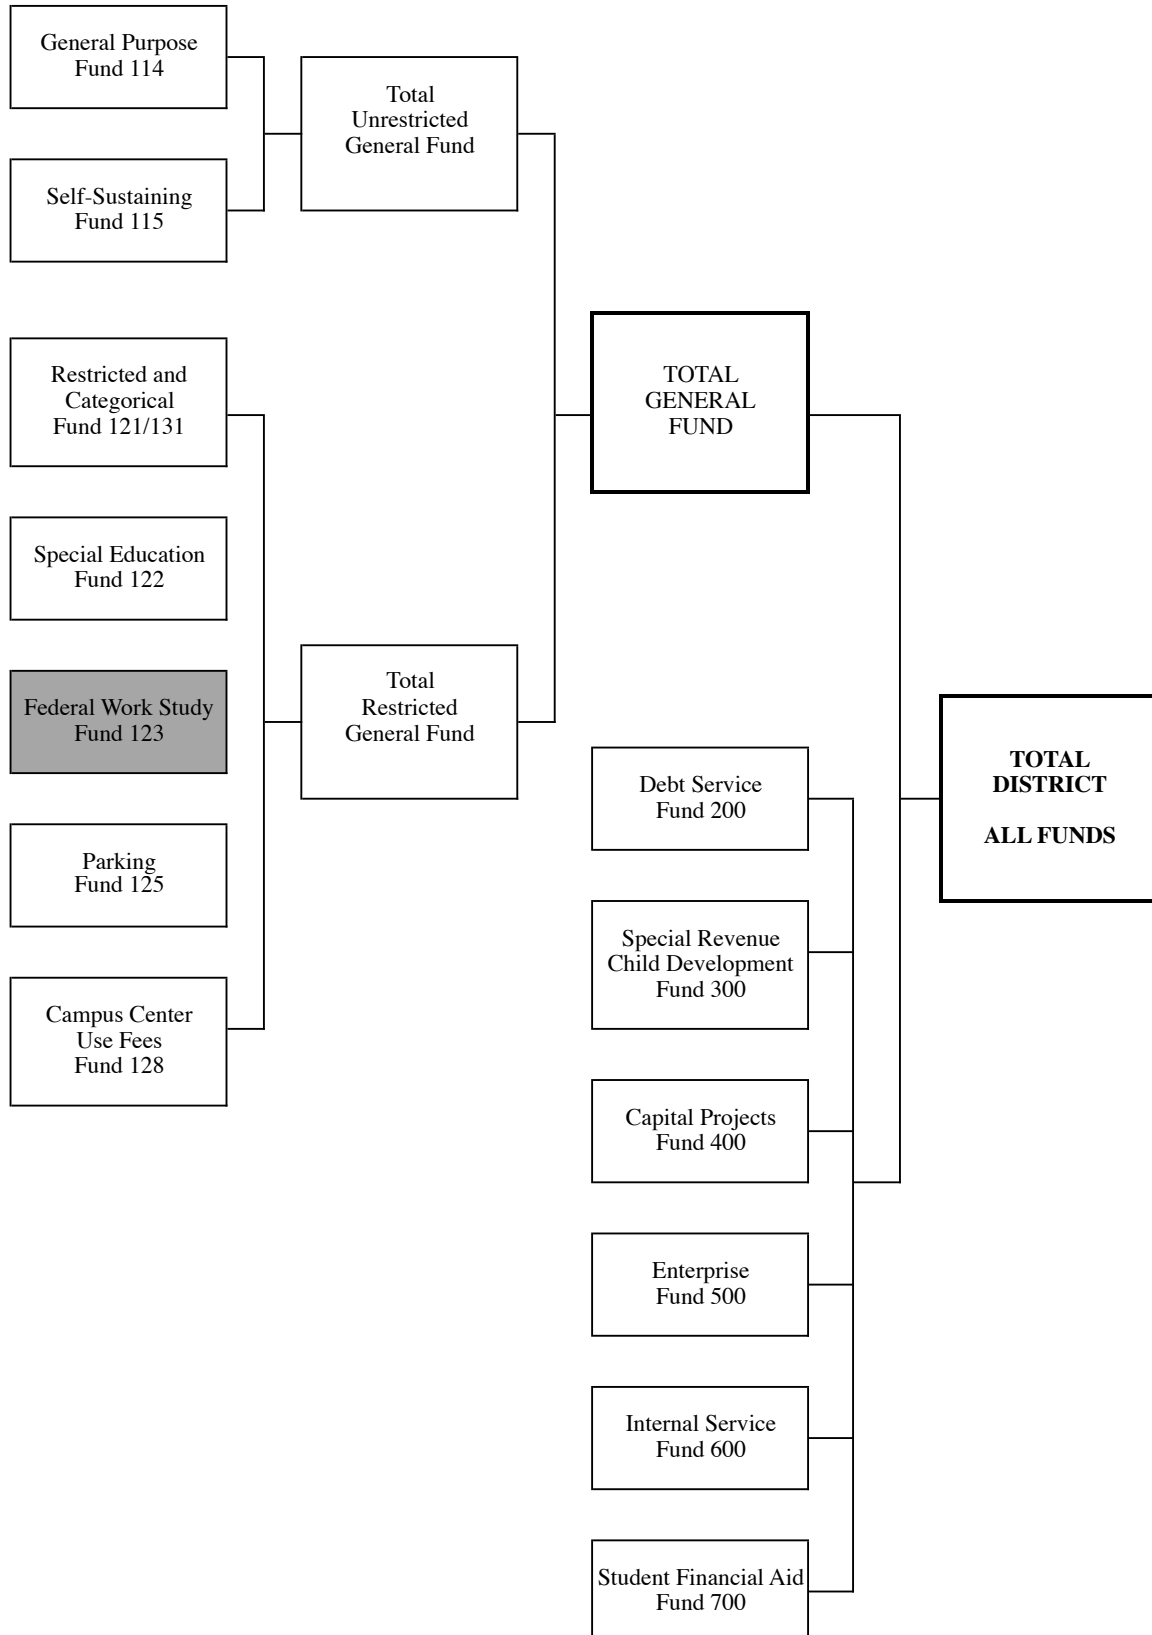 General Purpose
Fund 114
Self-Sustaining
Fund 115
Restricted and
Categorical
Fund 121/131
Special Education
Fund 122
Federal Work Study
Fund 123
Parking
Fund 125
Campus Center
Use Fees
Fund 128
Total
Unrestricted
General Fund
Total
Restricted
General Fund
TOTAL
GENERAL
FUND
Debt Service
Fund 200
Special Revenue
Child Development
Fund 300
Capital Projects
Fund 400
Enterprise
Fund 500
Internal Service
Fund 600
Student Financial Aid
Fund 700
TOTAL
DISTRICT
ALL FUNDS